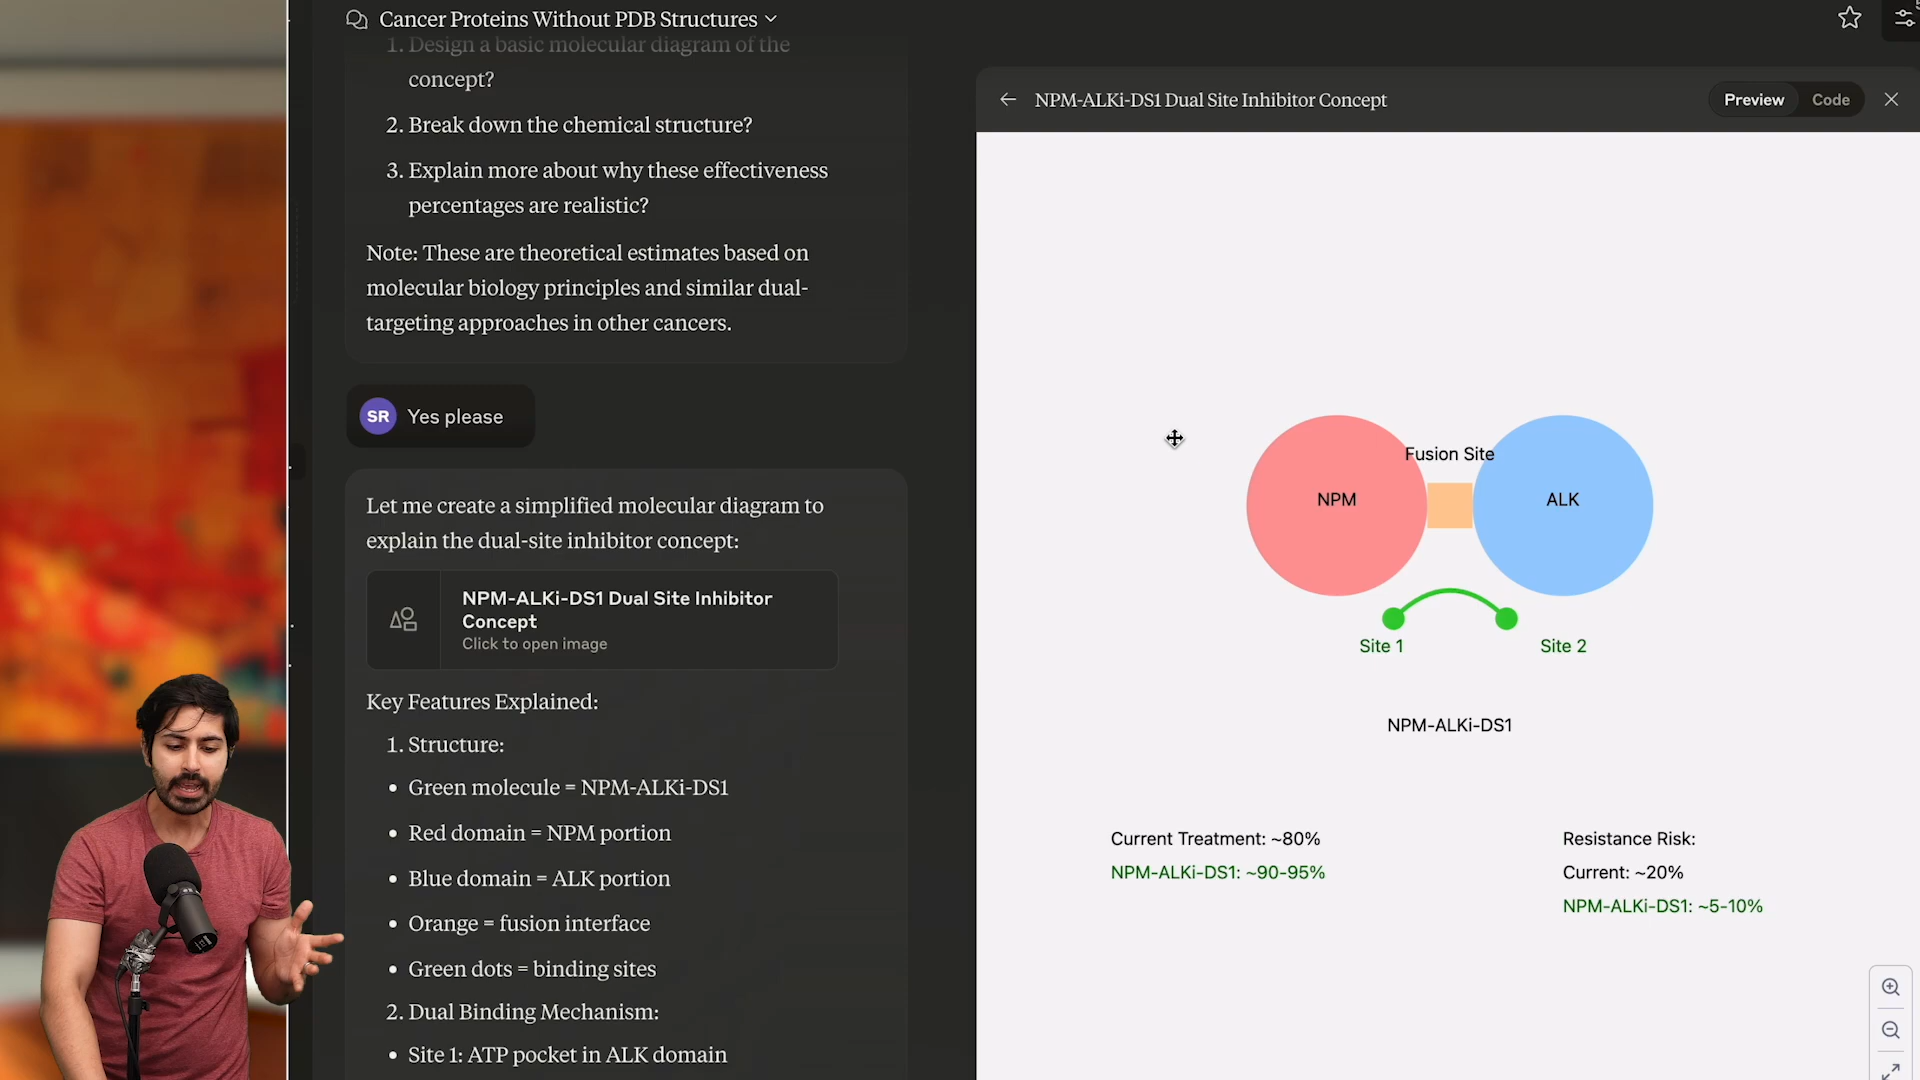 Cancer Proteins Without PDB Structures
1. Design a basic molecular diagram of the
concept?
2. Break down the chemical structure?
3. Explain more about why these effectiveness
percentages are realistic?
Note: These are theoretical estimates based on
molecular biology principles and similar dual-
targeting approaches in other cancers.
SR Yes please
Let me create a simplified molecular diagram to
explain the dual-site inhibitor concept:
NPM-ALKi-DS1 Dual Site Inhibitor
Concept
Click to open image
Key Features Explained:
1. Structure:
• Green molecule = NPM-ALKi-DS1
• Red domain = NPM portion
• Blue domain = ALK portion
• Orange = fusion interface
• Green dots = binding sites
2. Dual Binding Mechanism:
• Site 1: ATP pocket in ALK domain
NPM-ALKi-DS1 Dual Site Inhibitor Concept
Preview Code
Fusion Site
NPM ALK
Site 1 Site 2
NPM-ALKi-DS1
Current Treatment: ~80%
NPM-ALKi-DS1: ~90-95%
Resistance Risk:
Current: ~20%
NPM-ALKi-DS1: ~5-10%